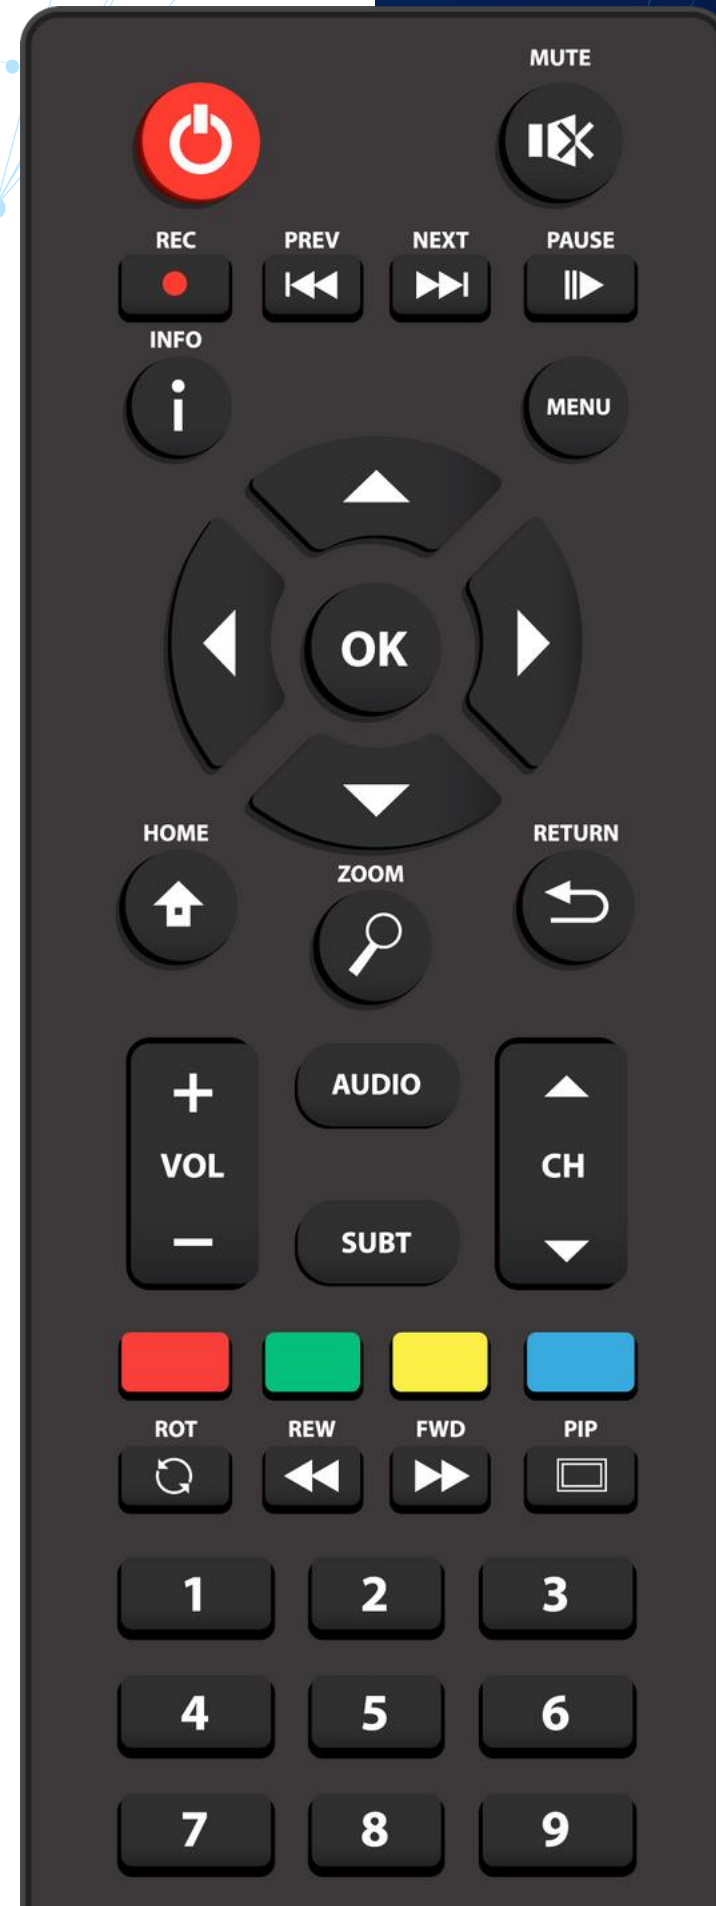 MUTE
REC PREV NEXT PAUSE
INFO
MENU
OK
HOME
RETURN
ZOOM
AUDIO
VOL
CH
SUBT
ROT REW FWD PIP
1 2 3
4 5 6
7 8 9